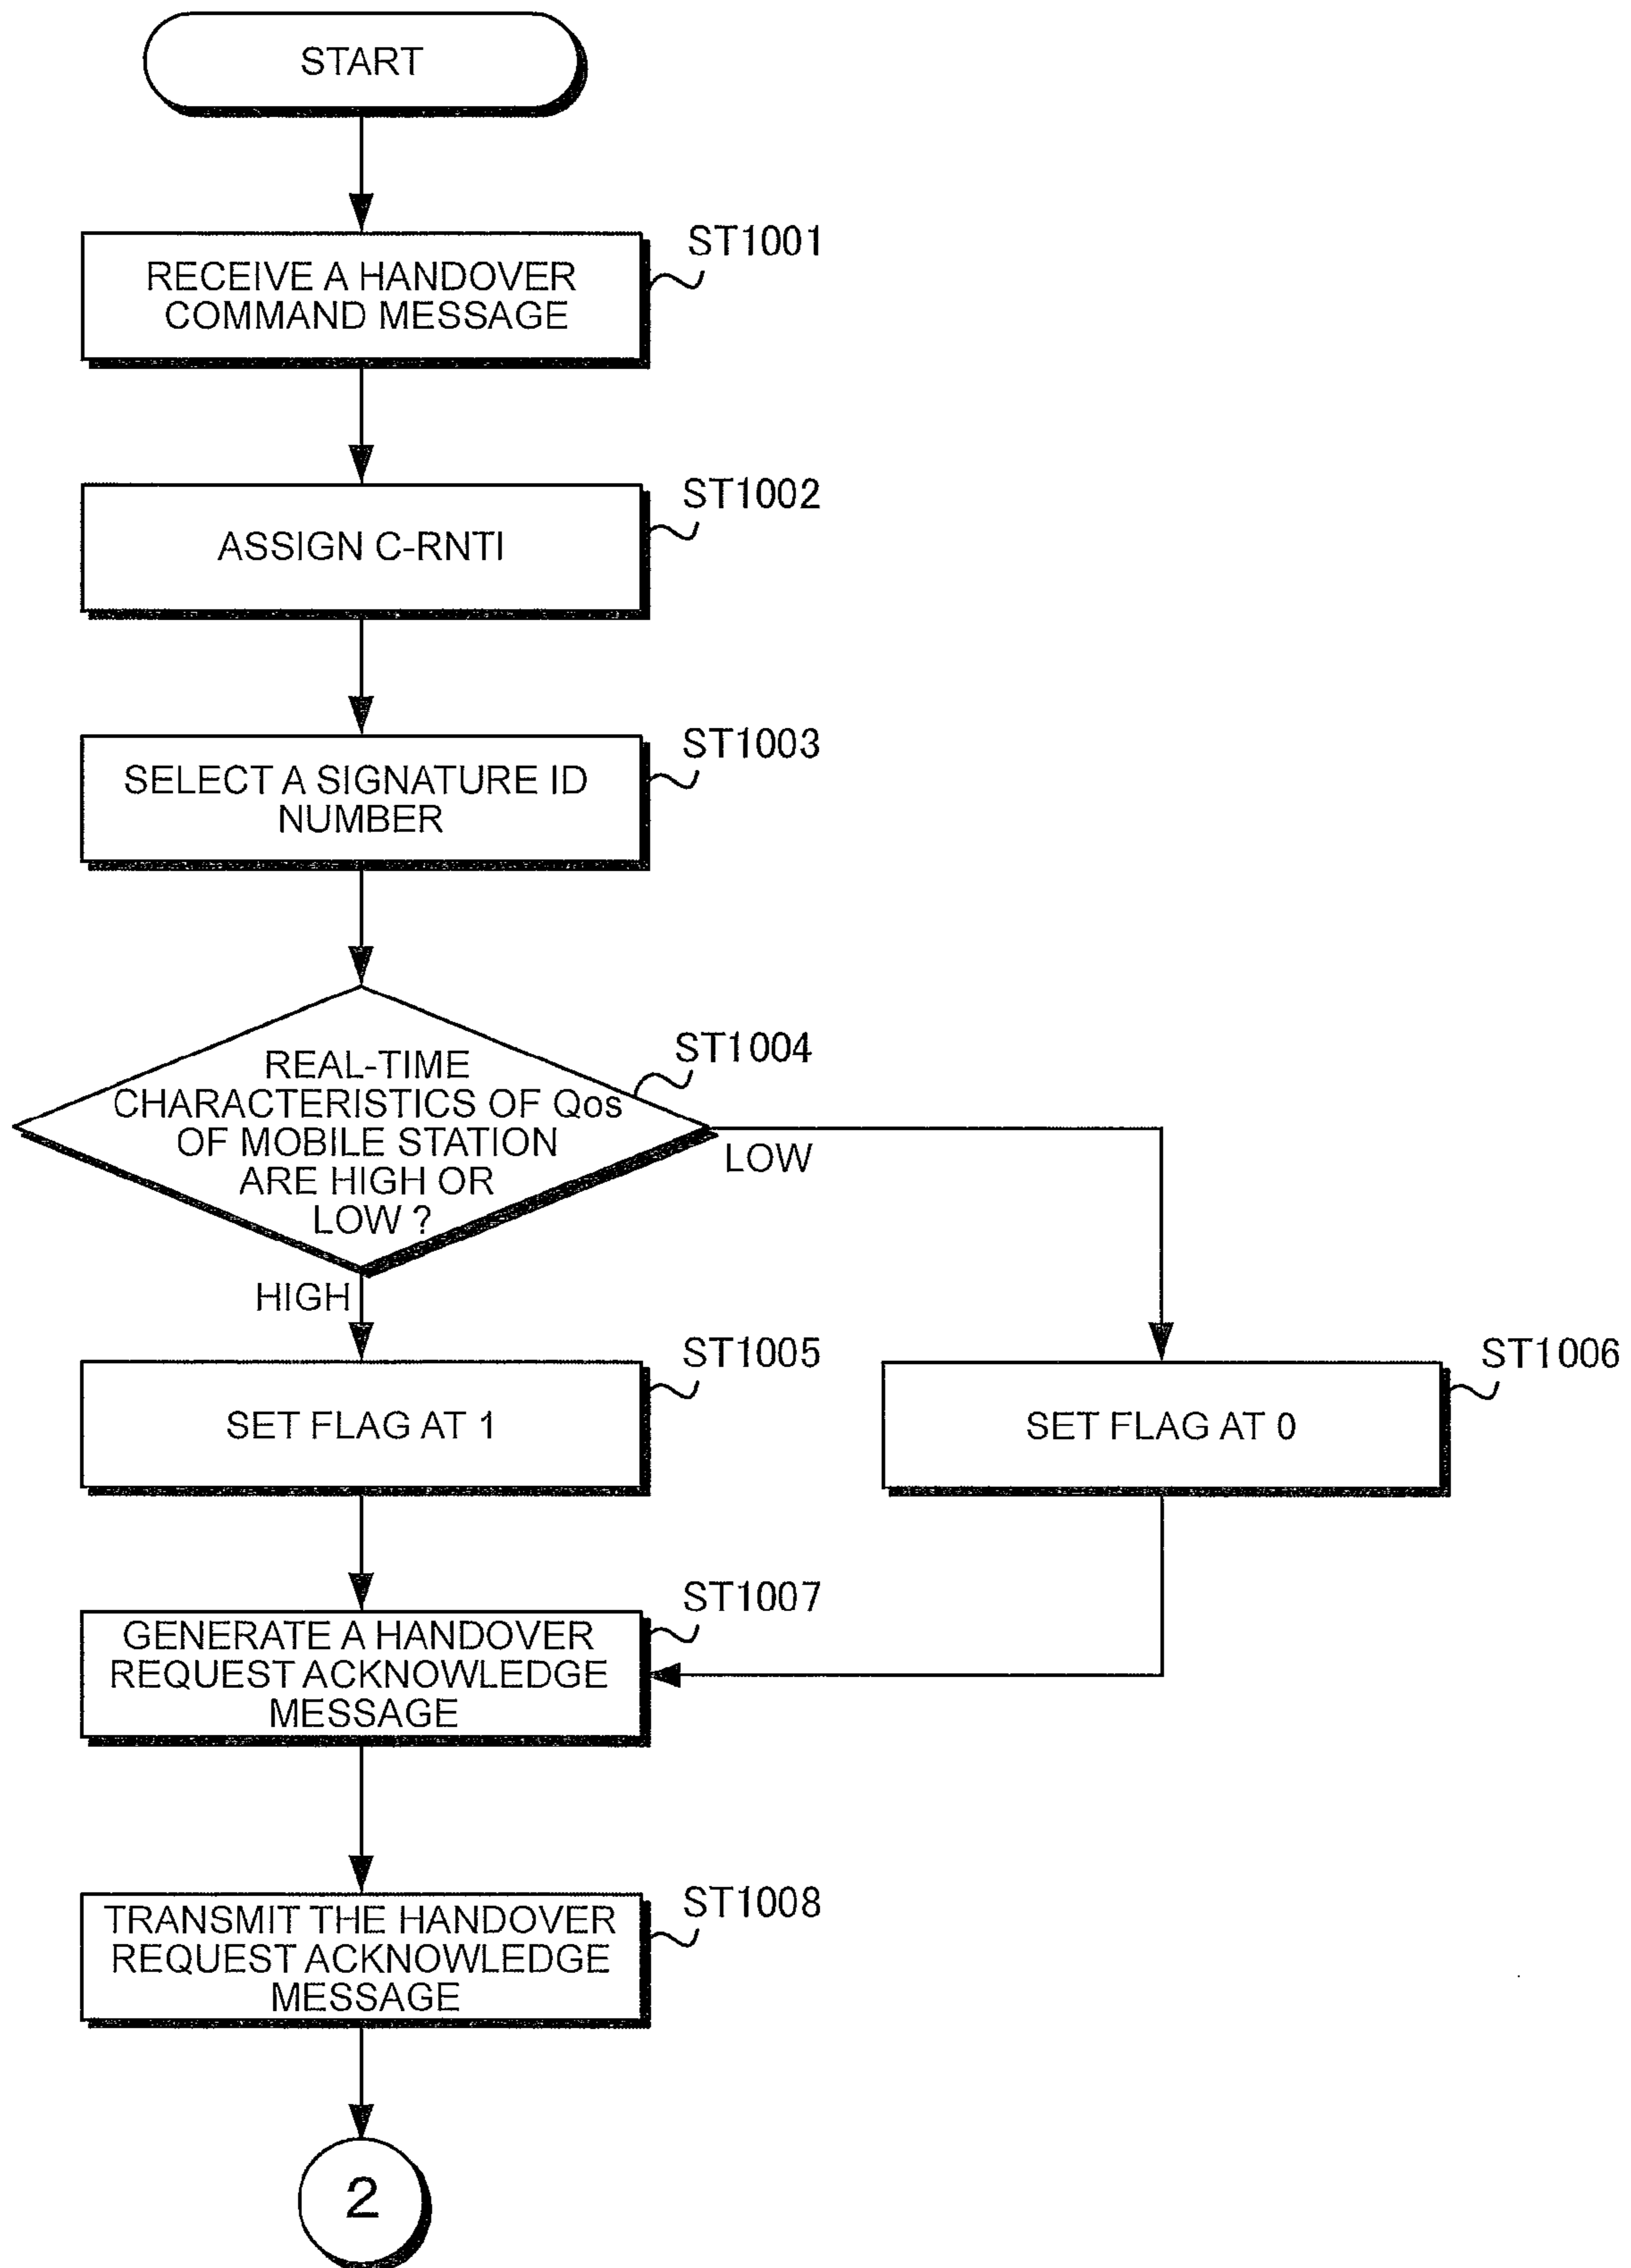 START
ST1001
RECEIVE A HANDOVER
COMMAND MESSAGE
ST1002
ASSIGN C-RNTI
ST1003
SELECT A SIGNATURE ID
NUMBER
ST1004
REAL-TIME
CHARACTERISTICS OF Qos
OF MOBILE STATION
ARE HIGH OR
LOW ?
LOW
HIGH
ST1005
SET FLAG AT 1
ST1006
SET FLAG AT 0
ST1007
GENERATE A HANDOVER
REQUEST ACKNOWLEDGE
MESSAGE
ST1008
TRANSMIT THE HANDOVER
REQUEST ACKNOWLEDGE
MESSAGE
2